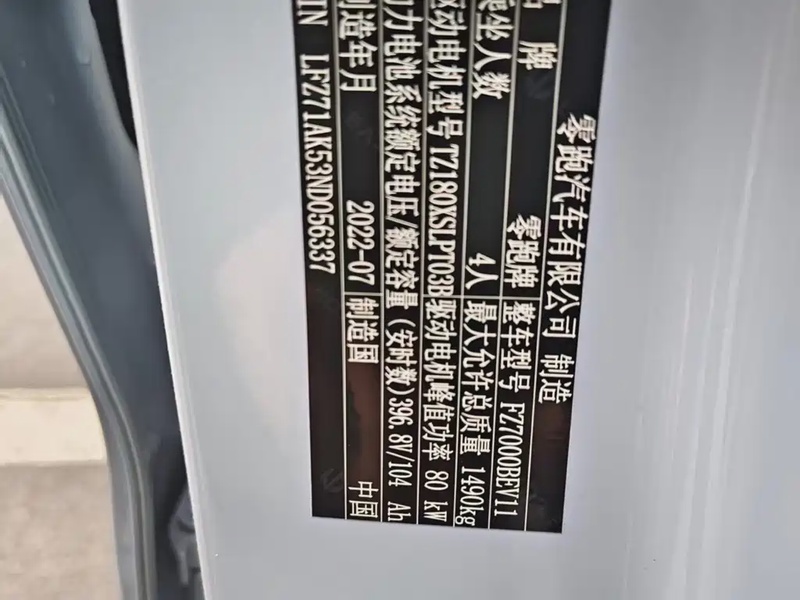 零跑汽车有限公司 制造
品牌 零跑牌 整车型号 FZ7000BEV11
乘坐人数 4人 最大允许总质量 1490kg
驱动电机型号 TZ180XSLPT03B 驱动电机峰值功率 80 kW
动力电池系统额定电压/额定容量(安时数) 396.8V/104 Ah
制造年月 2022-07 制造国 中国
VIN LFZ71AK53ND056337